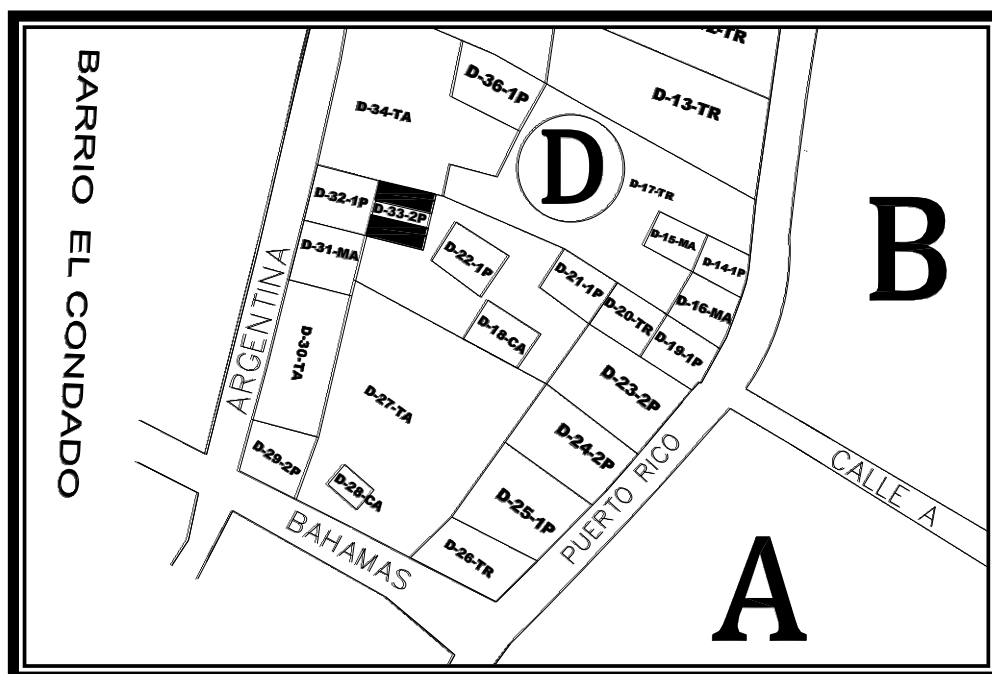 D-36-1P
D-13-TR
D-34-TA
D
D-17-TR
BARRIO EL CONDADO
D-32-1P
D-33-2P
B
D-15-MA
D-14-1P
D-31-MA
D-22-1P
D-21-1P
D-20-TR
D-16-MA
ARGENTINA
D-18-CA
D-19-1P
D-30-TA
D-27-TA
D-23-2P
D-24-2P
D-29-2P
D-28-CA
D-25-1P
PUERTO RICO
CALLE A
BAHAMAS
D-26-TR
A